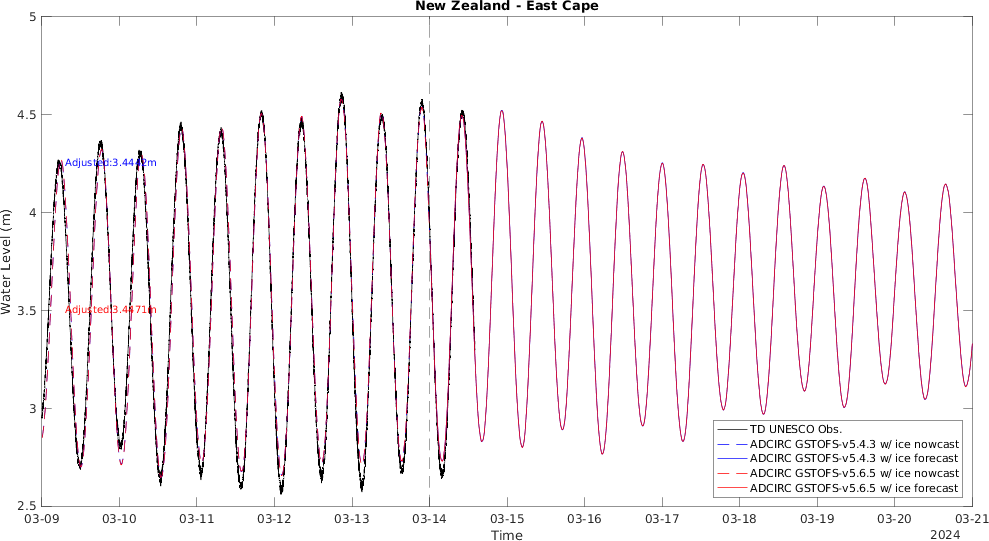 New Zealand - East Cape
Water Level (m)
5
4.5
4
3.5
3
2.5
Adjusted:3.4442m
Adjusted:3.4471m
TD UNESCO Obs.
ADCIRC GSTOFS-v5.4.3 w/ ice nowcast
ADCIRC GSTOFS-v5.4.3 w/ ice forecast
ADCIRC GSTOFS-v5.6.5 w/ ice nowcast
ADCIRC GSTOFS-v5.6.5 w/ ice forecast
03-09 03-10 03-11 03-12 03-13 03-14 03-15 03-16 03-17 03-18 03-19 03-20 03-21
Time
2024